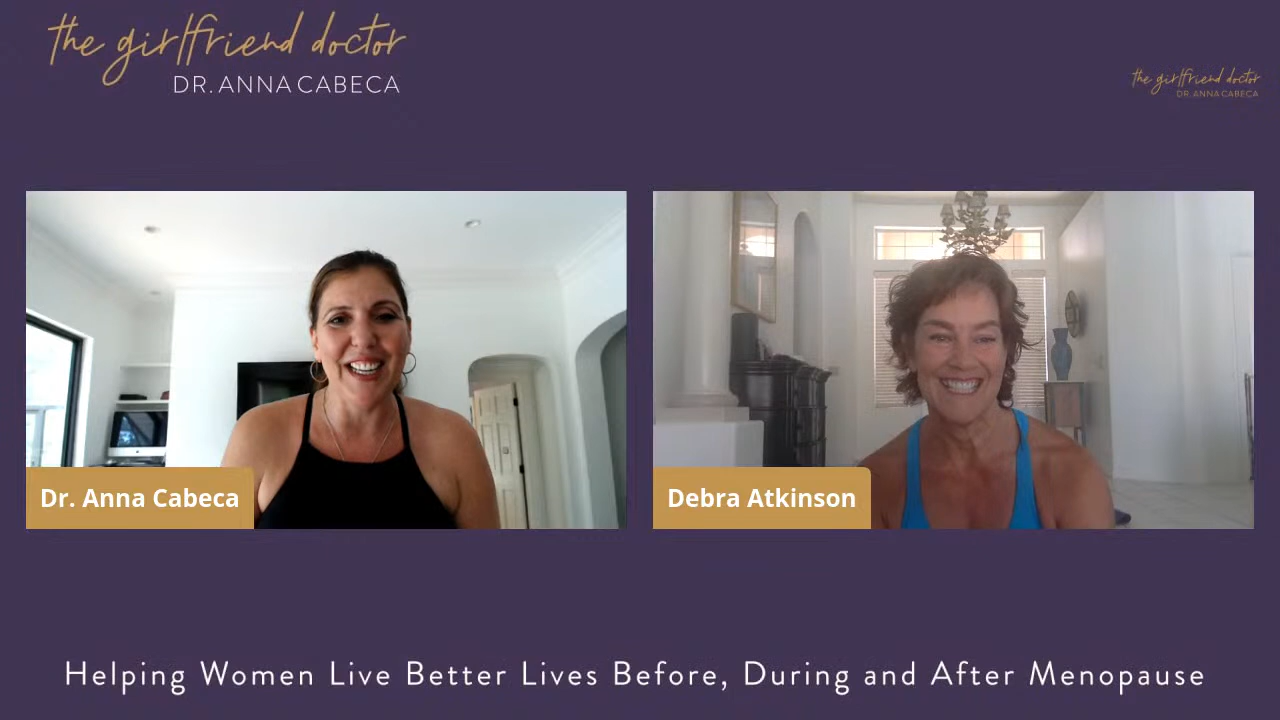 the girlfriend doctor
DR. ANNA CABECA
the girlfriend doctor
DR. ANNA CABECA
Dr. Anna Cabeca
Debra Atkinson
Helping Women Live Better Lives Before, During and After Menopause